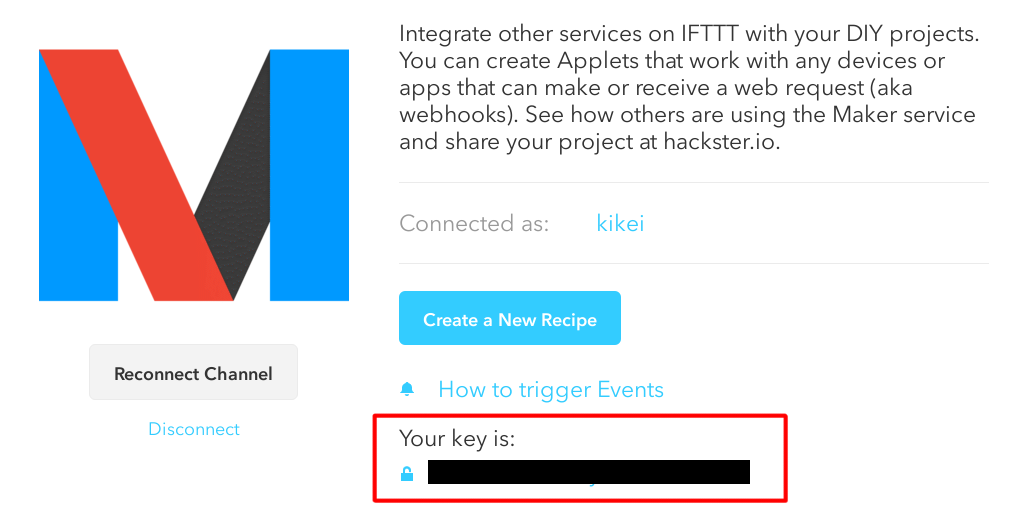 Integrate other services on IFTTT with your DIY projects.
You can create Applets that work with any devices or
apps that can make or receive a web request (aka
webhooks). See how others are using the Maker service
and share your project at hackster.io.
Connected as: kikei
Create a New Recipe
Reconnect Channel
How to trigger Events
Disconnect
Your key is: